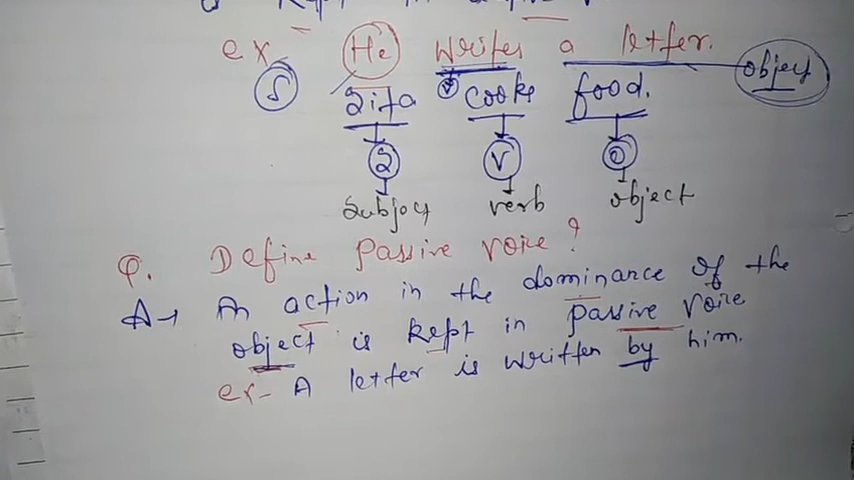 ex He writes a letter.
S V object
Sita cooks food.
S V O
subject verb object
Q. Define passive voice?
A→ An action in the dominance of the
object is kept in passive voice
ex- A letter is written by him.